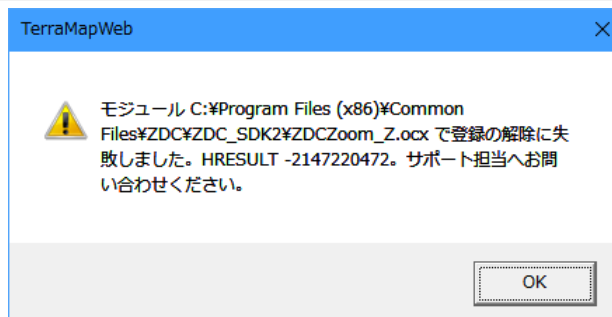 TerraMapWeb
モジュール C:¥Program Files (x86)¥Common
Files¥ZDC¥ZDC_SDK2¥ZDCZoom_Z.ocx で登録の解除に失
敗しました。HRESULT -2147220472。サポート担当へお問
い合わせください。
OK